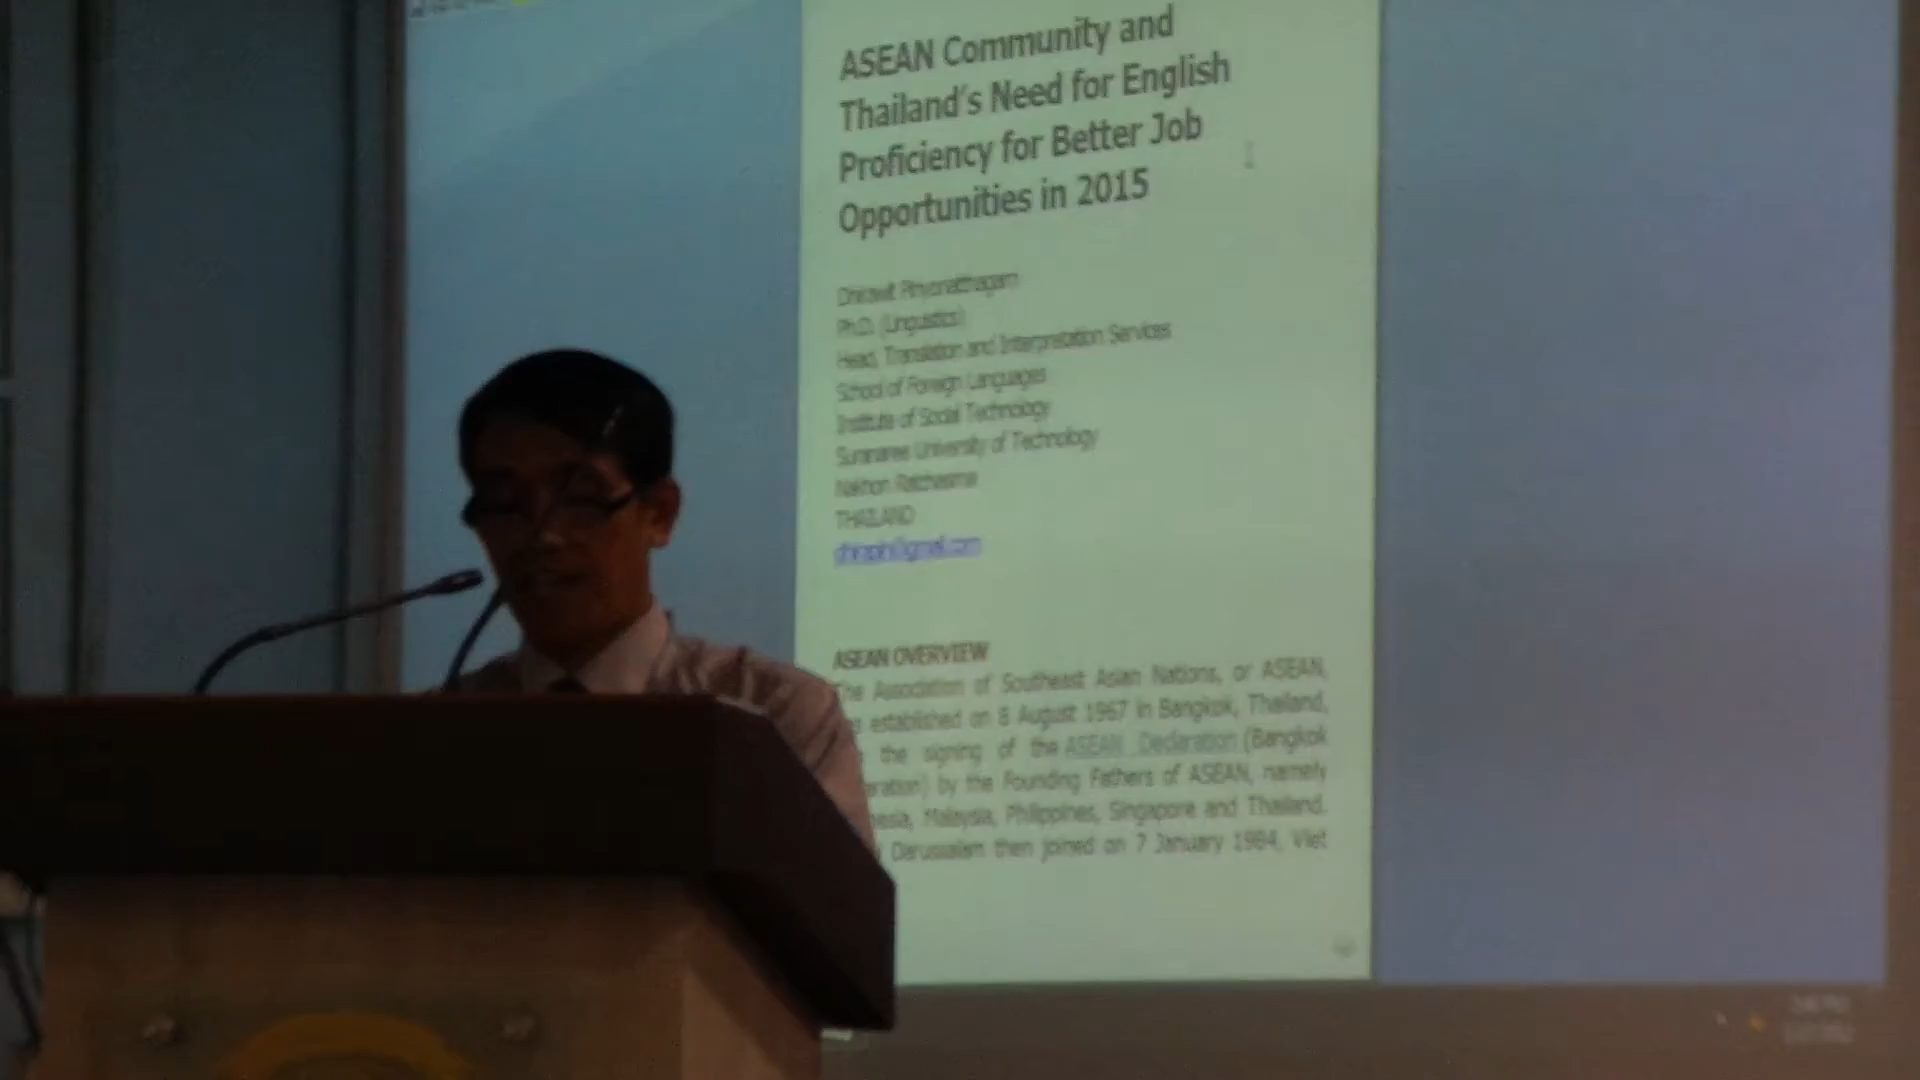 ASEAN Community and
Thailand's Need for English
Proficiency for Better Job
Opportunities in 2015
Dhirawit Pinyonatthagarn
Ph.D. (Linguistics)
Head, Translation and Interpretation Services
School of Foreign Languages
Institute of Social Technology
Suranaree University of Technology
Nakhon Ratchasima
THAILAND
ASEAN OVERVIEW
The Association of Southeast Asian Nations, or ASEAN,
established on 8 August 1967 in Bangkok, Thailand,
the signing of the ASEAN Declaration (Bangkok
by the Founding Fathers of ASEAN, namely
Malaysia, Philippines, Singapore and Thailand.
Darussalam then joined on 7 January 1984, Viet